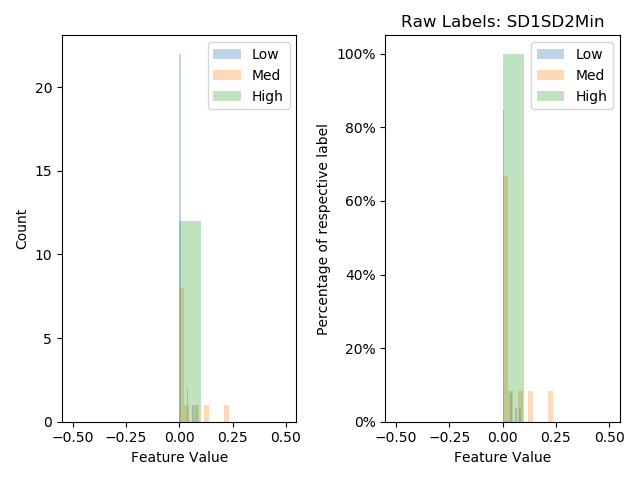 Raw Labels: SD1SD2Min
Count
20
15
10
5
0
−0.50
−0.25
0.00
0.25
0.50
Feature Value
Low
Med
High
Percentage of respective label
100%
80%
60%
40%
20%
0%
−0.50
−0.25
0.00
0.25
0.50
Feature Value
Low
Med
High